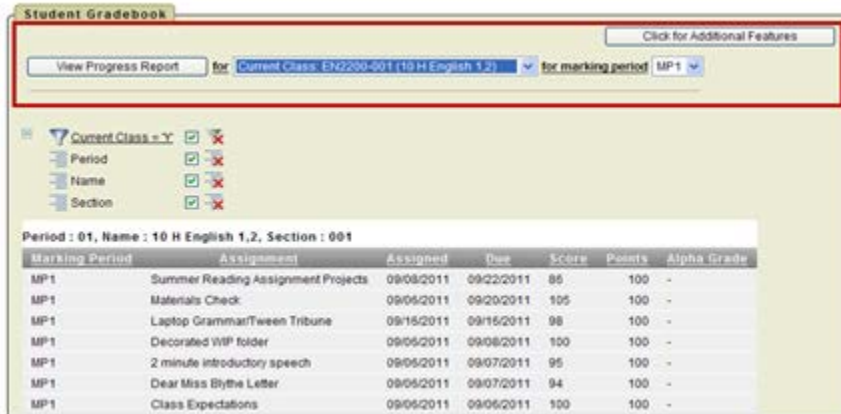 Student Gradebook
Click for Additional Features
View Progress Report for Current Class: EN2200-001 (10 H English 1,2) for marking period MP1
Current Class = 'Y'
Period
Name
Section
Period : 01, Name : 10 H English 1,2, Section : 001
Marking Period Assignment Assigned Due Score Points Alpha Grade
MP1 Summer Reading Assignment Projects 09/08/2011 09/22/2011 86 100 -
MP1 Materials Check 09/06/2011 09/20/2011 105 100 -
MP1 Laptop Grammar/Tween Tribune 09/16/2011 09/16/2011 98 100 -
MP1 Decorated WIP folder 09/06/2011 09/08/2011 100 100 -
MP1 2 minute introductory speech 09/06/2011 09/07/2011 95 100 -
MP1 Dear Miss Blythe Letter 09/06/2011 09/07/2011 94 100 -
MP1 Class Expectations 09/06/2011 09/06/2011 100 100 -